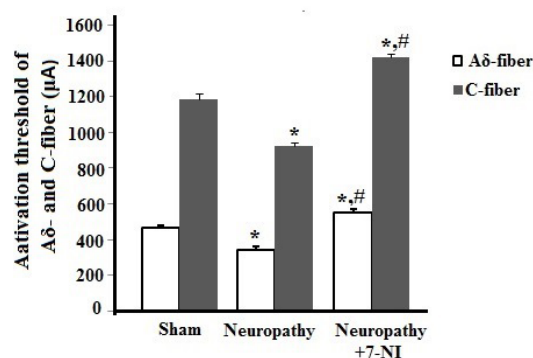 Aativation threshold of
Aδ- and C-fiber (μA)
1600
1400
1200
1000
800
600
400
200
0
*
*
*,#
*,#
Aδ-fiber
C-fiber
Sham
Neuropathy
Neuropathy
+7-NI